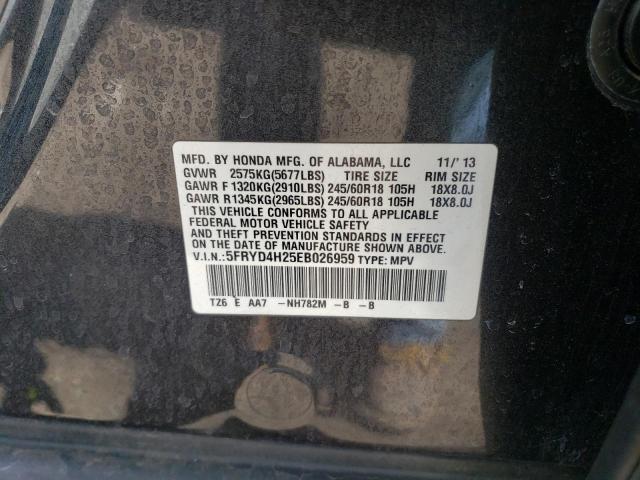 MFD. BY HONDA MFG. OF ALABAMA, LLC 11/'13
GVWR 2575KG(5677LBS) TIRE SIZE RIM SIZE
GAWR F 1320KG(2910LBS) 245/60R18 105H 18X8.0J
GAWR R1345KG(2965LBS) 245/60R18 105H 18X8.0J
THIS VEHICLE CONFORMS TO ALL APPLICABLE
FEDERAL MOTOR VEHICLE SAFETY
AND THEFT PREVENTION STANDARDS IN EFFECT
ON THE DATE OF MANUFACTURE SHOWN ABOVE.
V.I.N.:5FRYD4H25EB026959 TYPE: MPV
TZ6 E AA7 -NH782M -B -B